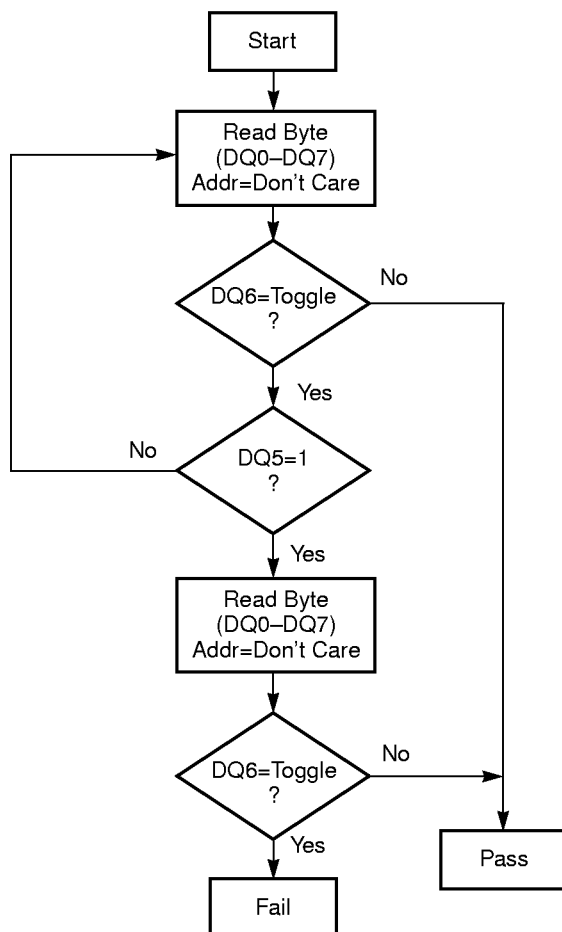 Start
Read Byte
(DQ0–DQ7)
Addr=Don't Care
DQ6=Toggle
?
No
Yes
DQ5=1
?
No
Yes
Read Byte
(DQ0–DQ7)
Addr=Don't Care
DQ6=Toggle
?
No
Yes
Pass
Fail